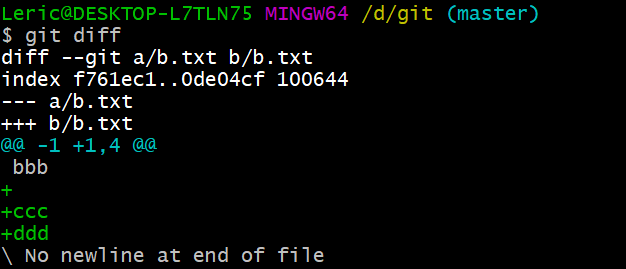 Leric@DESKTOP-L7TLN75 MINGW64 /d/git (master)
$ git diff
diff --git a/b.txt b/b.txt
index f761ec1..0de04cf 100644
--- a/b.txt
+++ b/b.txt
@@ -1 +1,4 @@
 bbb
+
+ccc
+ddd
\ No newline at end of file